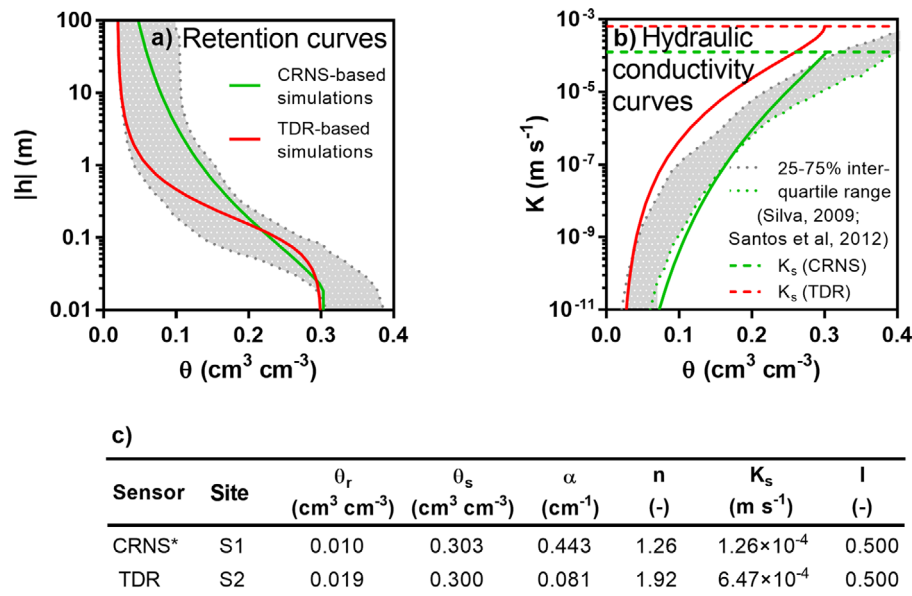 a) Retention curves
CRNS-based
simulations
TDR-based
simulations
100
10
1
0.1
0.01
|h| (m)
0.0 0.1 0.2 0.3 0.4
θ (cm³ cm⁻³)
b) Hydraulic
conductivity
curves
10⁻³
10⁻⁵
10⁻⁷
10⁻⁹
10⁻¹¹
K (m s⁻¹)
25-75% inter-
quartile range
(Silva, 2009;
Santos et al, 2012)
Kₛ (CRNS)
Kₛ (TDR)
0.0 0.1 0.2 0.3 0.4
θ (cm³ cm⁻³)
c)
Sensor Site θr (cm³ cm⁻³) θs (cm³ cm⁻³) α (cm⁻¹) n (-) Kₛ (m s⁻¹) l (-)
CRNS* S1 0.010 0.303 0.443 1.26 1.26×10⁻⁴ 0.500
TDR S2 0.019 0.300 0.081 1.92 6.47×10⁻⁴ 0.500